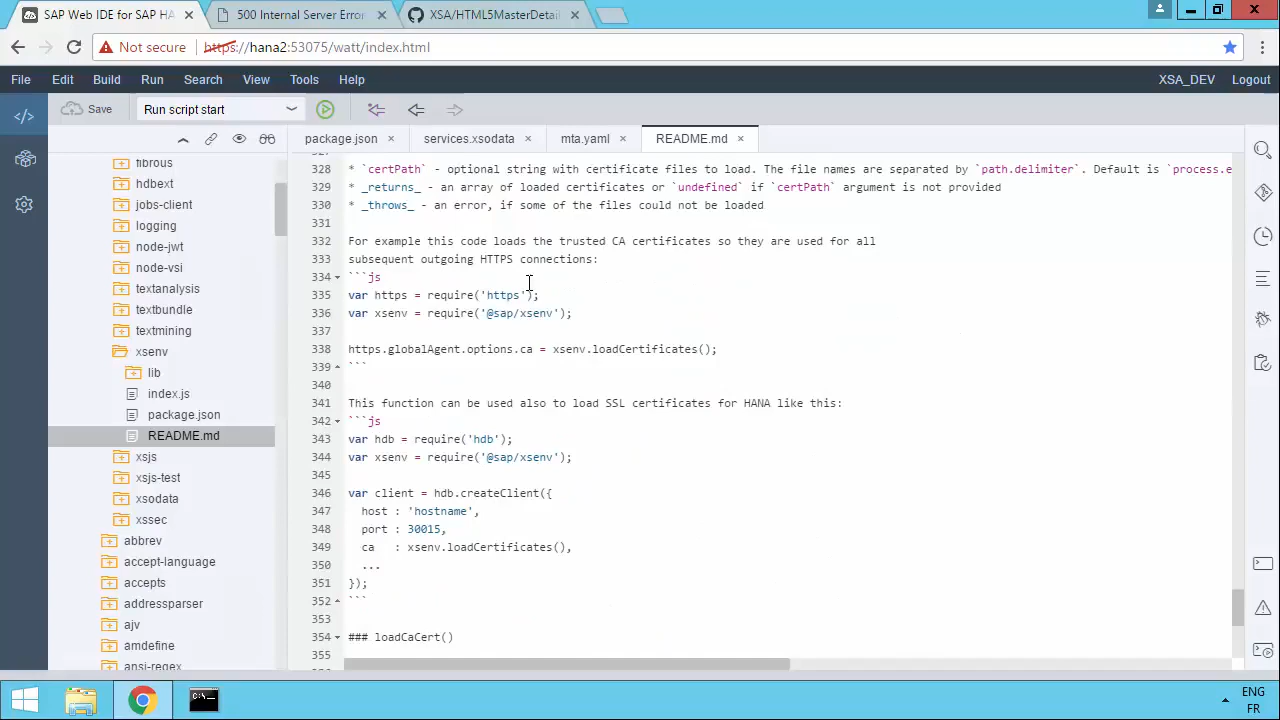 SAP Web IDE for SAP HA
500 Internal Server Erro
XSA/HTML5MasterDetai
Not secure
https://hana2:53075/watt/index.html
File Edit Build Run Search View Tools Help
XSA_DEV Logout
Save
Run script start
package.json
services.xsodata
mta.yaml
README.md
fibrous
hdbext
jobs-client
logging
node-jwt
node-vsi
textanalysis
textbundle
textmining
xsenv
lib
index.js
package.json
README.md
xsjs
xsjs-test
xsodata
xssec
abbrev
accept-language
accepts
addressparser
ajv
amdefine
ansi-regex
327
328 * `certPath` - optional string with certificate files to load. The file names are separated by `path.delimiter`. Default is `process.e
329 * _returns_ - an array of loaded certificates or `undefined` if `certPath` argument is not provided
330 * _throws_ - an error, if some of the files could not be loaded
331
332 For example this code loads the trusted CA certificates so they are used for all
333 subsequent outgoing HTTPS connections:
334 ```js
335 var https = require('https');
336 var xsenv = require('@sap/xsenv');
337
338 https.globalAgent.options.ca = xsenv.loadCertificates();
339 ```
340
341 This function can be used also to load SSL certificates for HANA like this:
342 ```js
343 var hdb = require('hdb');
344 var xsenv = require('@sap/xsenv');
345
346 var client = hdb.createClient({
347 host : 'hostname',
348 port : 30015,
349 ca : xsenv.loadCertificates(),
350 ...
351 });
352 ```
353
354 ### loadCaCert()
355
ENG
FR